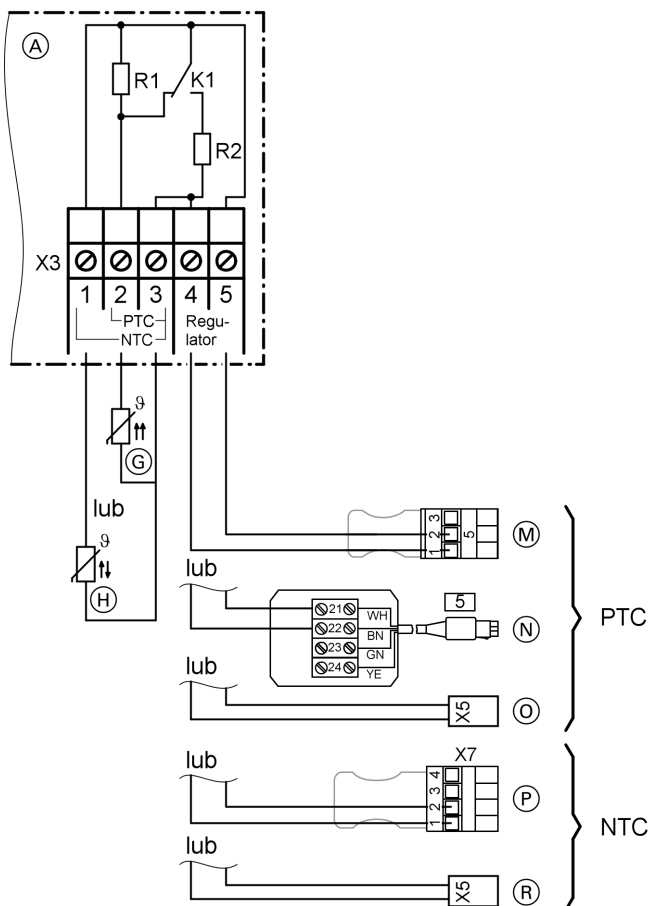 A
R1
K1
R2
X3
1 2 3 4 5
PTC
NTC
Regu-
lator
ϑ
G
lub
ϑ
H
1 2 3
5
M
lub
21 WH
22 BN
23 GN
24 YE
5
N
PTC
lub
X5
O
lub
X7
1 2 3 4
P
NTC
lub
X5
R